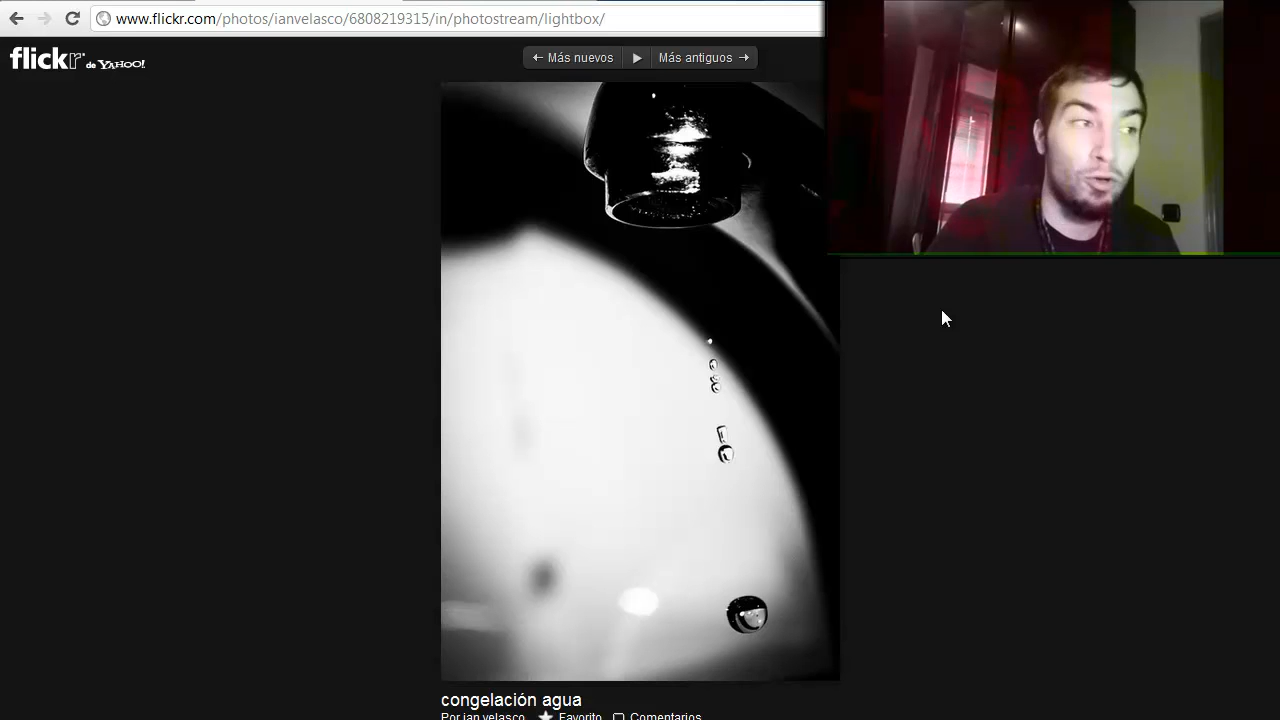 www.flickr.com/photos/ianvelasco/6808219315/in/photostream/lightbox/
flickr de YAHOO!
← Más nuevos
Más antiguos →
congelación agua
Por ian velasco
Favorito
Comentarios